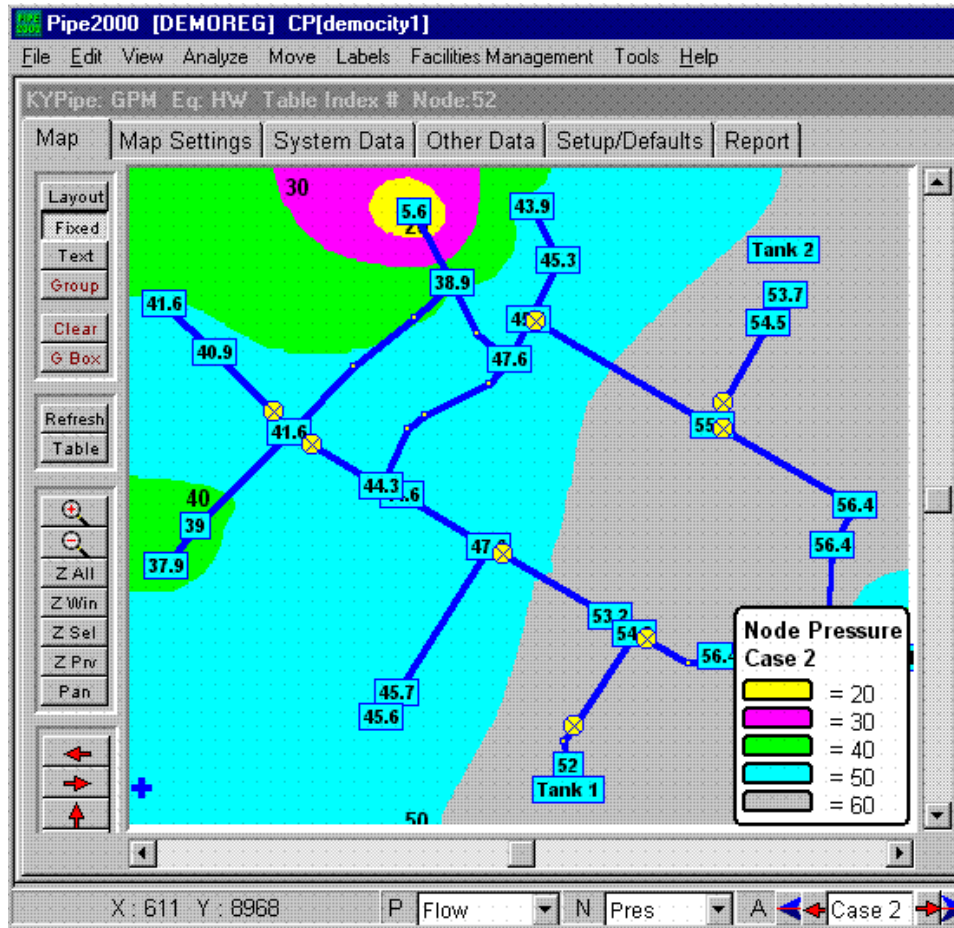 Pipe2000 [DEMOREG] CP[democity1]
File Edit View Analyze Move Labels Facilities Management Tools Help
KYPipe: GPM Eq: HW Table Index # Node:52
Map Map Settings System Data Other Data Setup/Defaults Report
Layout
Fixed
Text
Group
Clear
G Box
Refresh
Table
Z All
Z Win
Z Sel
Z Prv
Pan
30
5.6
43.9
45.3
Tank 2
38.9
53.7
41.6
54.5
40.9
47.6
41.6
56.4
44.3
40
39
56.4
37.9
53.2
56.4
45.7
45.6
52
Tank 1
50
Node Pressure
Case 2
= 20
= 30
= 40
= 50
= 60
X : 611 Y : 8968 P Flow N Pres A Case 2